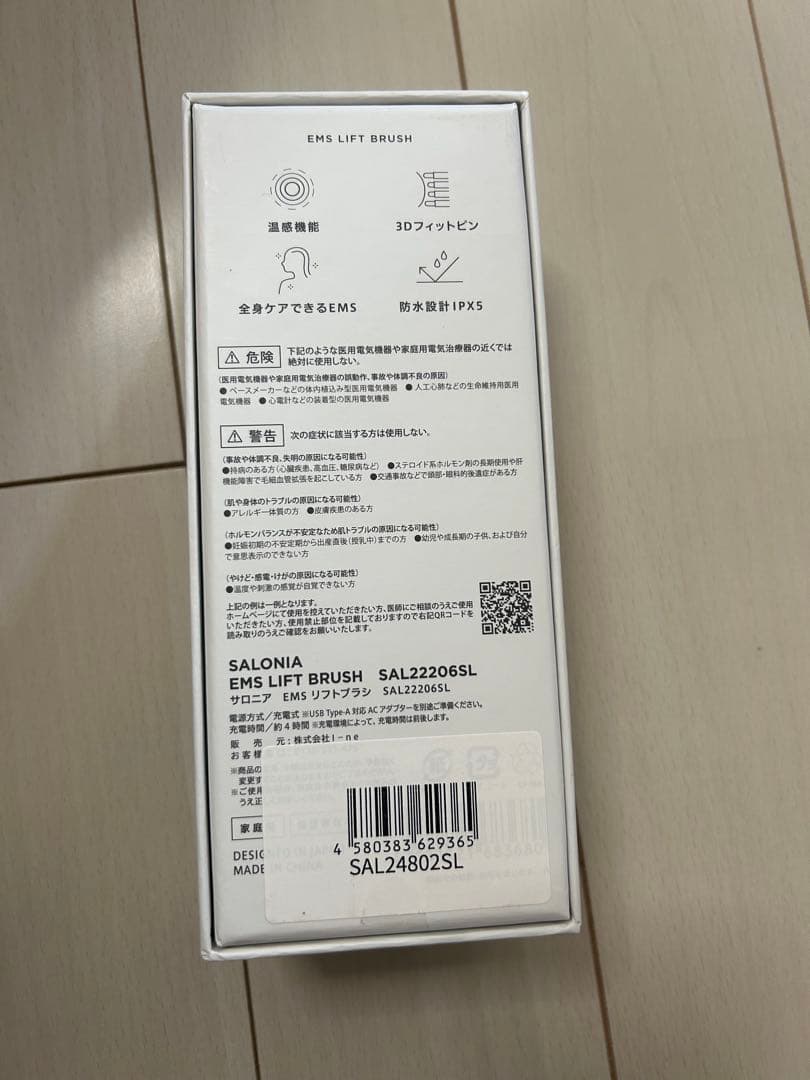 EMS LIFT BRUSH
温感機能
3Dフィットピン
全身ケアできるEMS
防水設計IPX5
危険 下記のような医用電気機器や家庭用電気治療器の近くでは
絶対に使用しない。
(医用電気機器や家庭用電気治療器の誤動作、事故や体調不良の原因)
●ペースメーカーなどの体内植込み型医用電気機器 ●人工心肺などの生命維持用医用
電気機器 ●心電計などの装着型の医用電気機器
警告 次の症状に該当する方は使用しない。
(事故や体調不良、失明の原因になる可能性)
●持病のある方(心臓疾患、高血圧、糖尿病など) ●ステロイド系ホルモン剤の長期使用や肝
機能障害で毛細血管拡張を起こしている方 ●交通事故などで頭部・眼科的後遺症がある方
(肌や身体のトラブルの原因になる可能性)
●アレルギー体質の方 ●皮膚疾患のある方
(ホルモンバランスが不安定なため肌トラブルの原因になる可能性)
●妊娠初期の不安定期から出産直後(授乳中)までの方 ●幼児や成長期の子供、および自分
で意思表示のできない方
(やけど・感電・けがの原因になる可能性)
●温度や刺激の感覚が自覚できない方
上記の例は一例となります。
ホームページにて使用を控えていただきたい方、医師にご相談のうえご使用
いただきたい方、使用禁止部位を記載しておりますので右記QRコードを
読み取りのうえご確認をお願いいたします。
SALONIA
EMS LIFT BRUSH SAL22206SL
サロニア EMS リフトブラシ SAL22206SL
電源方式/充電式 ※USB Type-A 対応 AC アダプターを別途ご準備ください。
充電時間/約4時間 ※充電環境によって、充電時間は前後します。
販売元:株式会社I-ne
お客様
※商品の
変更す
※ご使用
うえ正
家庭
DESIGNED IN JAPAN
MADE IN CHINA
4 580383 629365
SAL24802SL